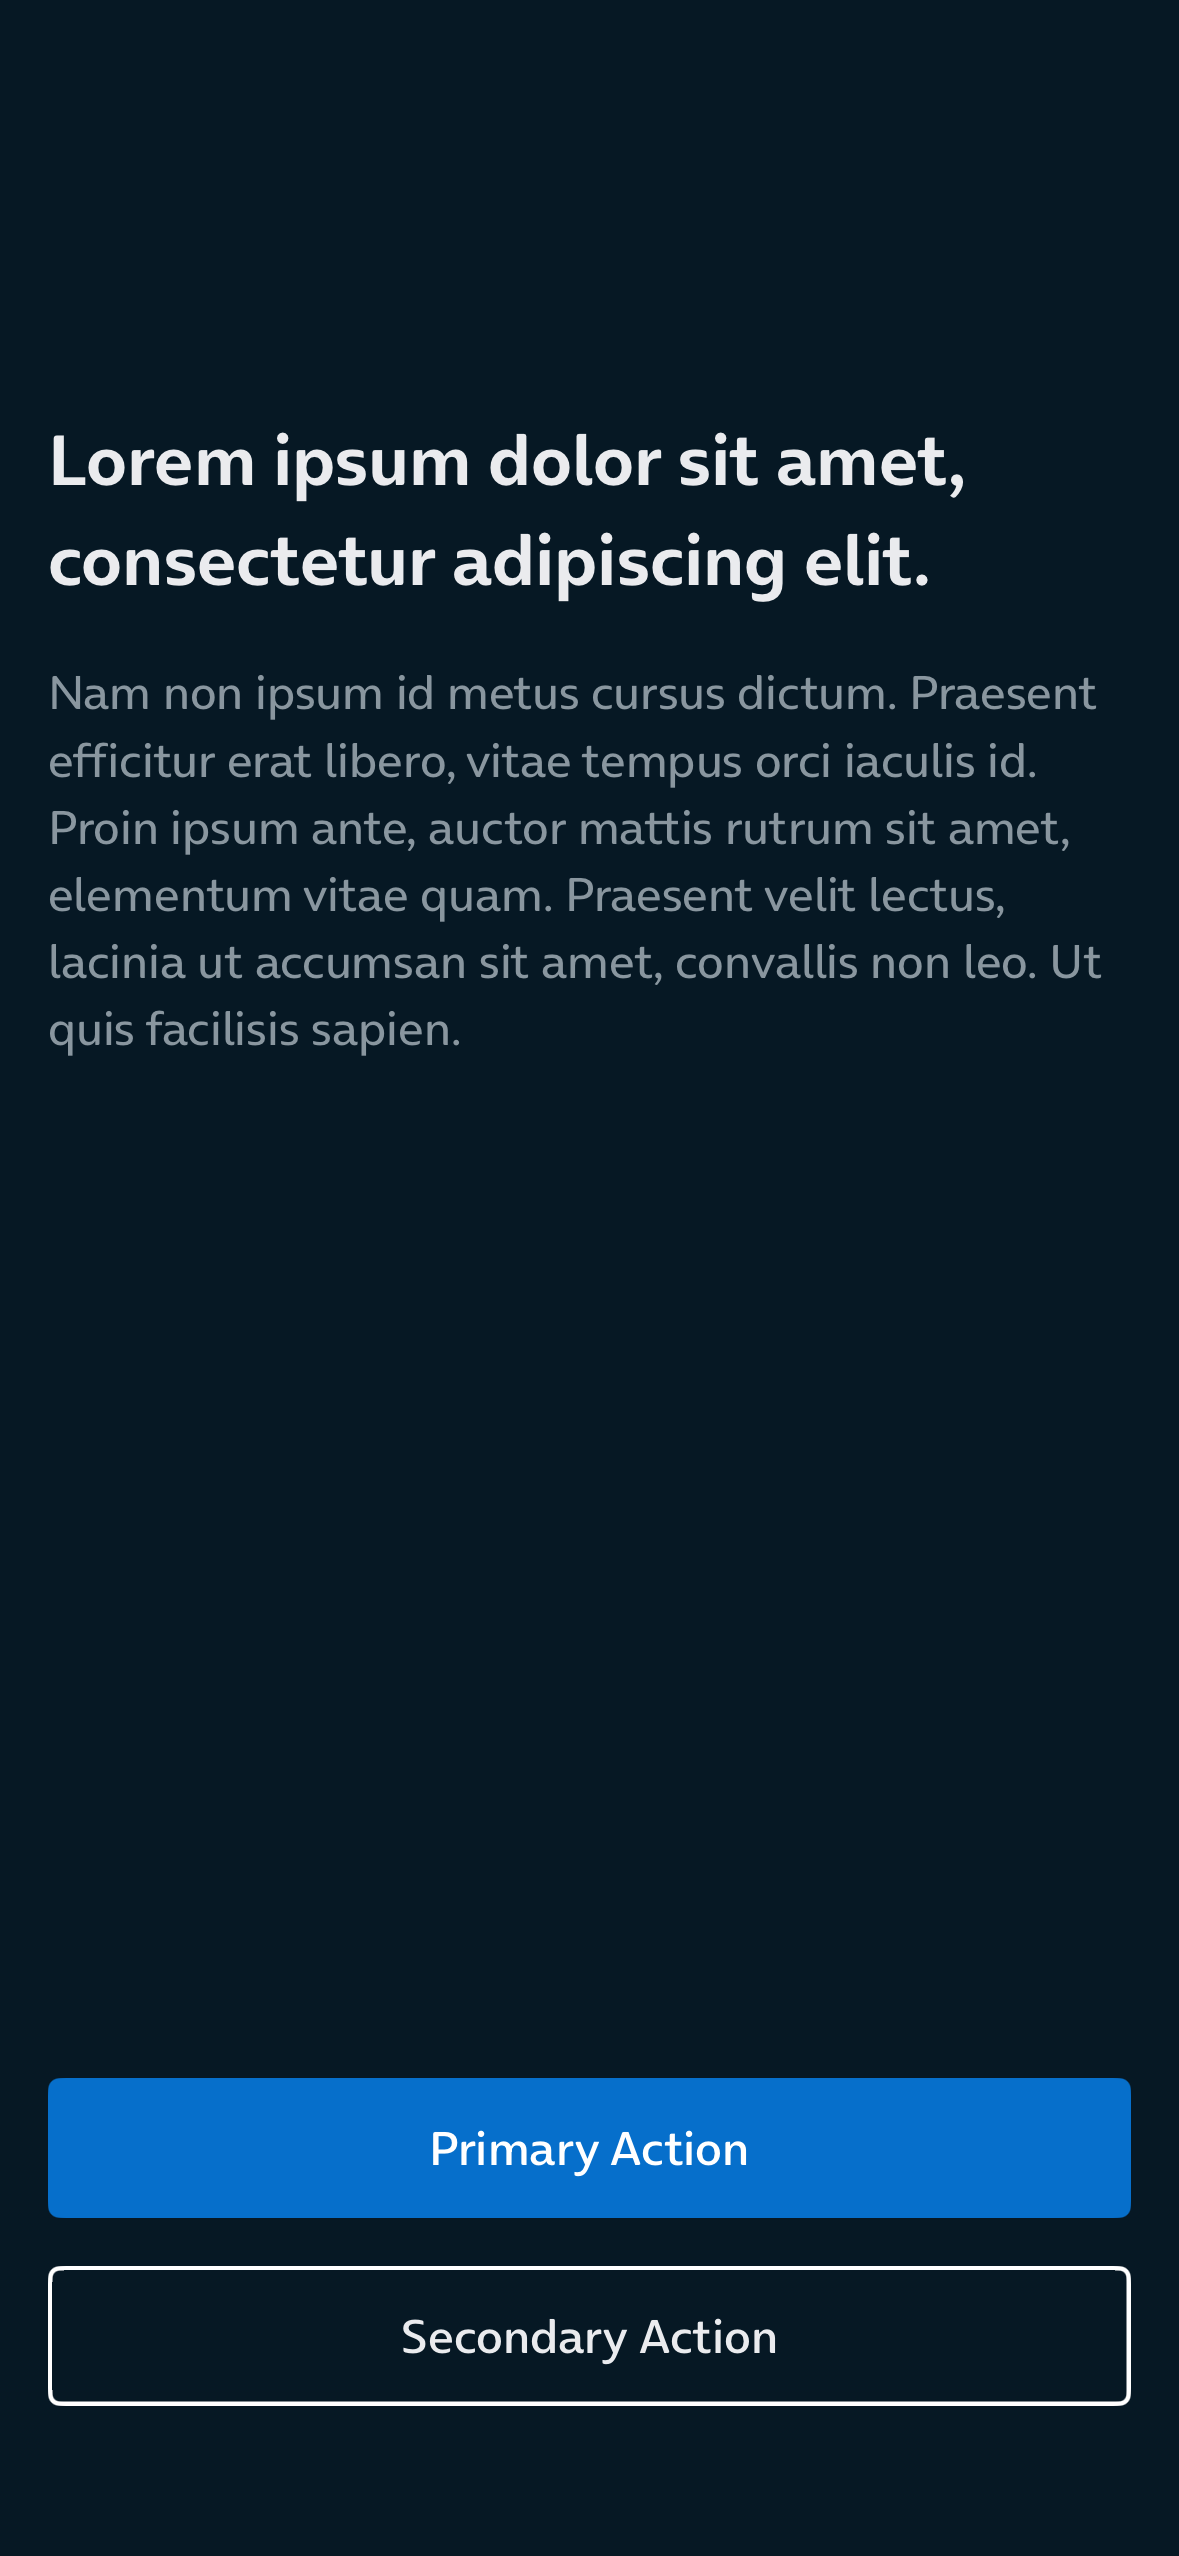 Lorem ipsum dolor sit amet,
consectetur adipiscing elit.
Nam non ipsum id metus cursus dictum. Praesent
efficitur erat libero, vitae tempus orci iaculis id.
Proin ipsum ante, auctor mattis rutrum sit amet,
elementum vitae quam. Praesent velit lectus,
lacinia ut accumsan sit amet, convallis non leo. Ut
quis facilisis sapien.
Primary Action
Secondary Action